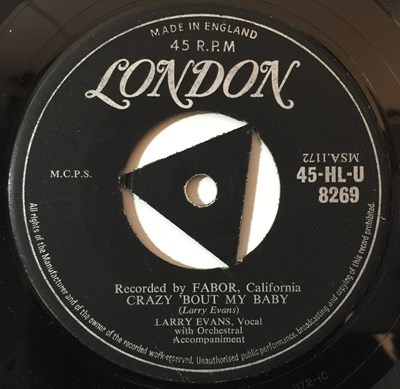 MADE IN ENGLAND
45 R.P.M
LONDON
M.C.P.S.
MSA.1172
45-HL-U
8269
Recorded by FABOR, California
CRAZY 'BOUT MY BABY
(Larry Evans)
LARRY EVANS, Vocal
with Orchestral
Accompaniment
All rights of the Manufacturer and of the owner of the recorded work reserved. Unauthorised public performance, broadcasting and copying of this record prohibited.